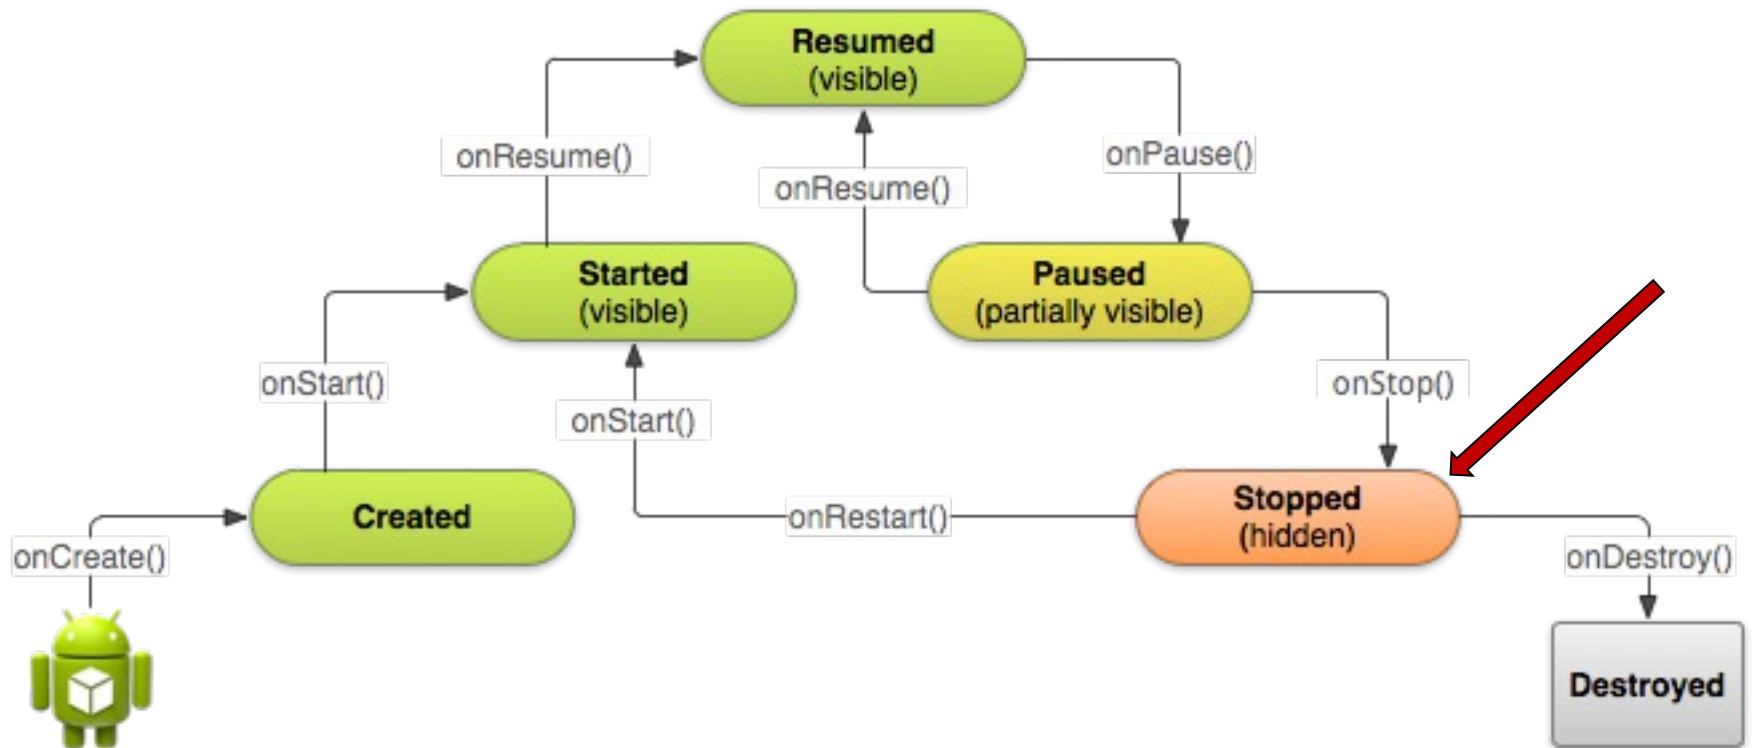 Resumed
(visible)
onResume()
onPause()
onResume()
Started
(visible)
Paused
(partially visible)
onStart()
onStart()
onStop()
Created
onRestart()
Stopped
(hidden)
onCreate()
onDestroy()
Destroyed